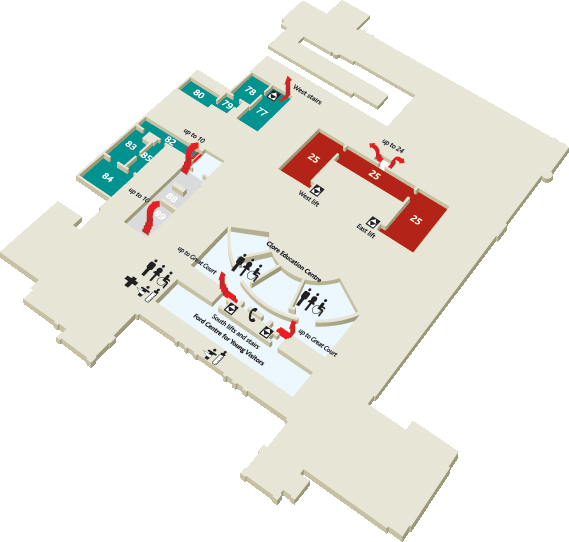 80
78
79
77
West stairs
up to 10
82
83
85
84
up to 24
25
25
25
West lift
East lift
up to 10
88
89
Clore Education Centre
up to Great Court
South lifts and stairs
up to Great Court
Ford Centre for Young Visitors